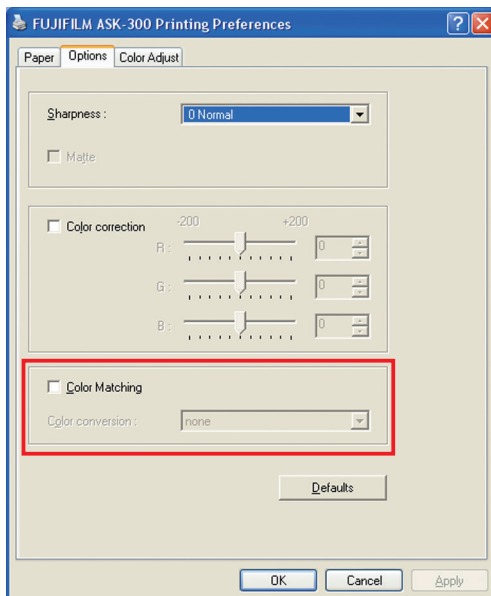 FUJIFILM ASK-300 Printing Preferences
Paper Options Color Adjust
Sharpness : 0 Normal
Matte
Color correction -200 +200
R : 0
G : 0
B : 0
Color Matching
Color conversion : none
Defaults
OK Cancel Apply